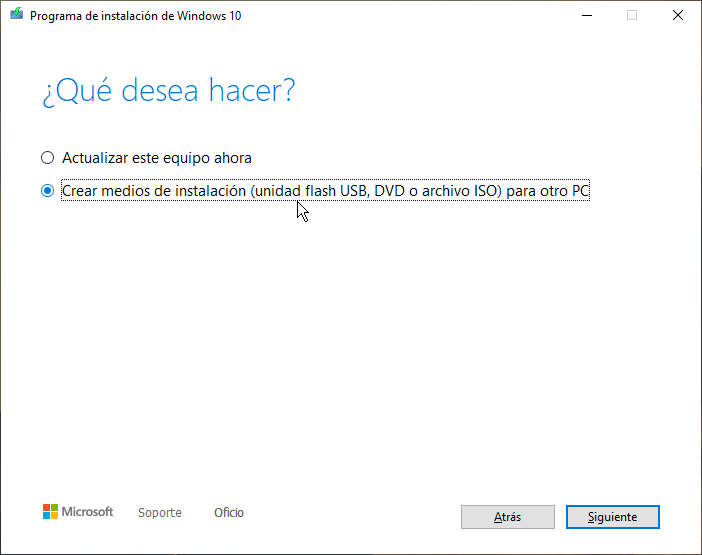 Programa de instalación de Windows 10
¿Qué desea hacer?
Actualizar este equipo ahora
Crear medios de instalación (unidad flash USB, DVD o archivo ISO) para otro PC
Microsoft Soporte Oficio Atrás Siguiente